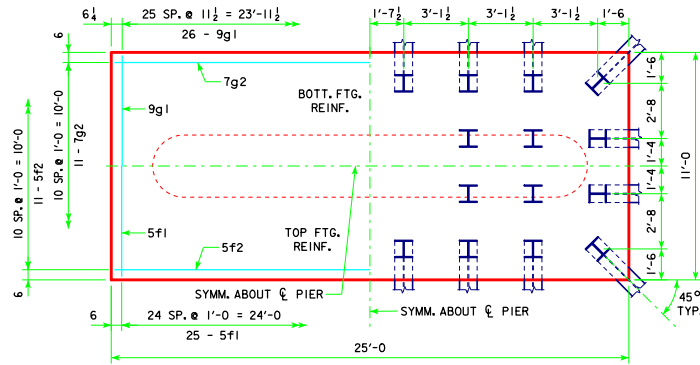 6¼
25 SP. @ 11½ = 23'-11½
26 - 9g1
1'-7½
3'-1½
3'-1½
3'-1½
1'-6
6
7g2
BOTT. FTG.
REINF.
9g1
10 SP. @ 1'-0 = 10'-0
11 - 5f2
10 SP. @ 1'-0 = 10'-0
11 - 7g2
1'-6
2'-8
1'-4
1'-4
2'-8
1'-6
11'-0
TOP FTG.
REINF.
5f1
5f2
6
SYMM. ABOUT ℄ PIER
SYMM. ABOUT ℄ PIER
45°
TYP.
6
24 SP. @ 1'-0 = 24'-0
25 - 5f1
25'-0